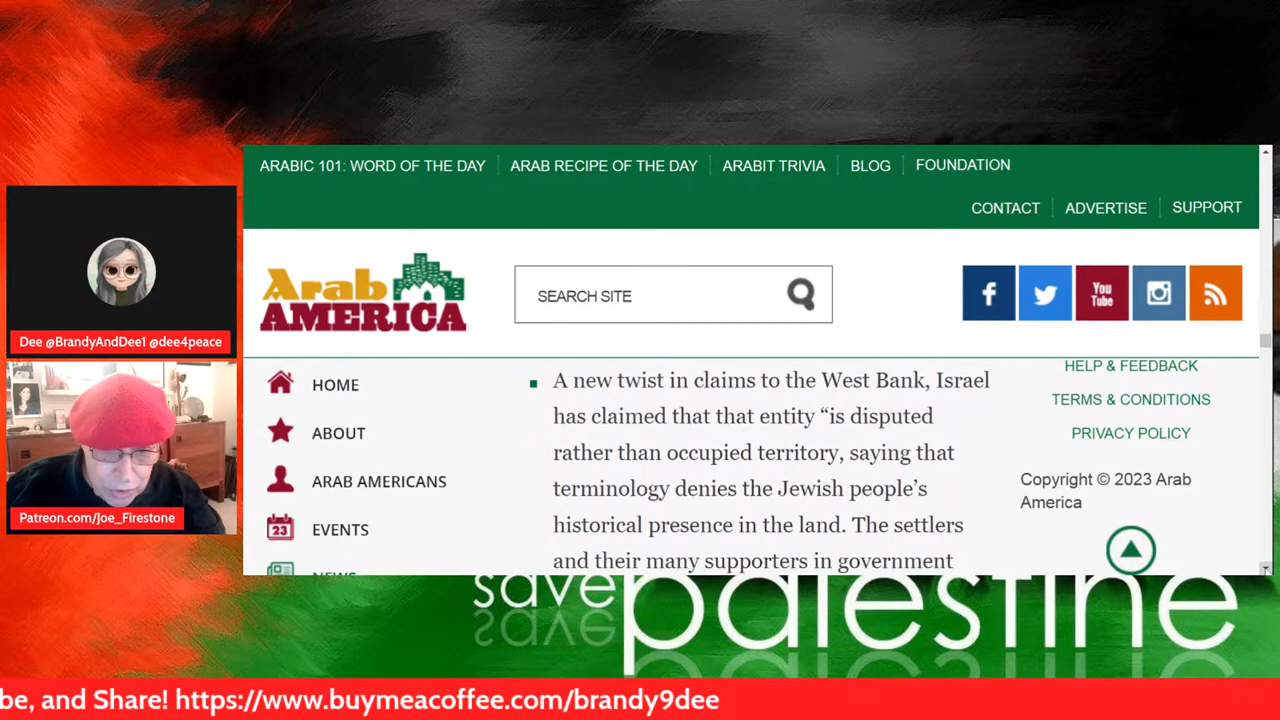 ARABIC 101: WORD OF THE DAY
ARAB RECIPE OF THE DAY
ARABIT TRIVIA
BLOG
FOUNDATION
CONTACT
ADVERTISE
SUPPORT
Arab
AMERICA
SEARCH SITE
You
Tube
HOME
ABOUT
ARAB AMERICANS
23
EVENTS
NEWS
A new twist in claims to the West Bank, Israel
has claimed that that entity “is disputed
rather than occupied territory, saying that
terminology denies the Jewish people’s
historical presence in the land. The settlers
and their many supporters in government
HELP & FEEDBACK
TERMS & CONDITIONS
PRIVACY POLICY
Copyright © 2023 Arab
America
Dee @BrandyAndDee1 @dee4peace
Patreon.com/Joe_Firestone
save palestine
be, and Share! https://www.buymeacoffee.com/brandy9dee